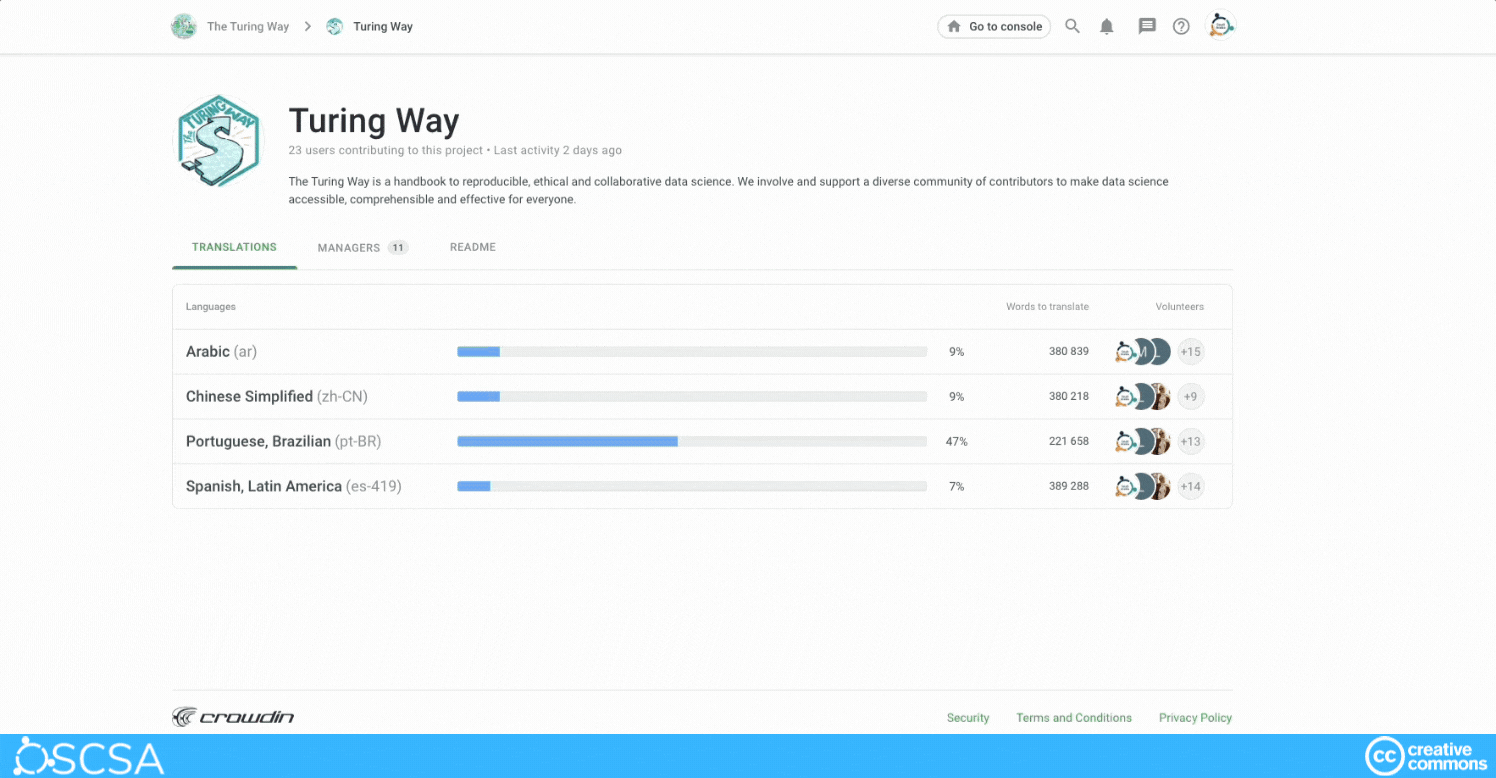 The Turing Way > Turing Way
Go to console
THE TURING WAY
Turing Way
23 users contributing to this project • Last activity 2 days ago
The Turing Way is a handbook to reproducible, ethical and collaborative data science. We involve and support a diverse community of contributors to make data science
accessible, comprehensible and effective for everyone.
TRANSLATIONS MANAGERS 11 README
Languages Words to translate Volunteers
Arabic (ar) 9% 380 839 +15
Chinese Simplified (zh-CN) 9% 380 218 +9
Portuguese, Brazilian (pt-BR) 47% 221 658 +13
Spanish, Latin America (es-419) 7% 389 288 +14
crowdin Security Terms and Conditions Privacy Policy
OSCSA
cc creative
commons